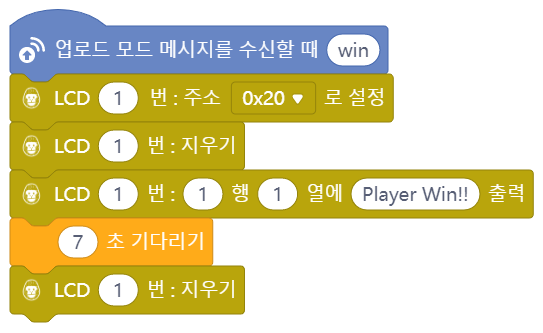 업로드 모드 메시지를 수신할 때 win
LCD 1 번 : 주소 0x20 로 설정
LCD 1 번 : 지우기
LCD 1 번 : 1 행 1 열에 Player Win!! 출력
7 초 기다리기
LCD 1 번 : 지우기